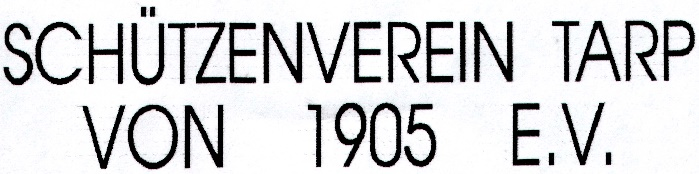 SCHÜTZENVEREIN TARP
VON 1905 E.V.